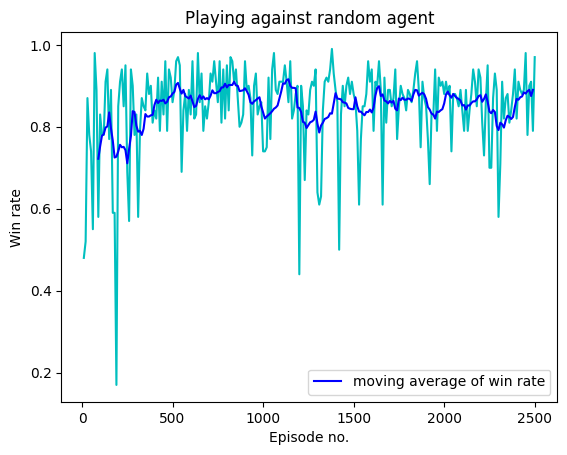 Playing against random agent
1.0
0.8
0.6
0.4
0.2
Win rate
moving average of win rate
0
500
1000
1500
2000
2500
Episode no.